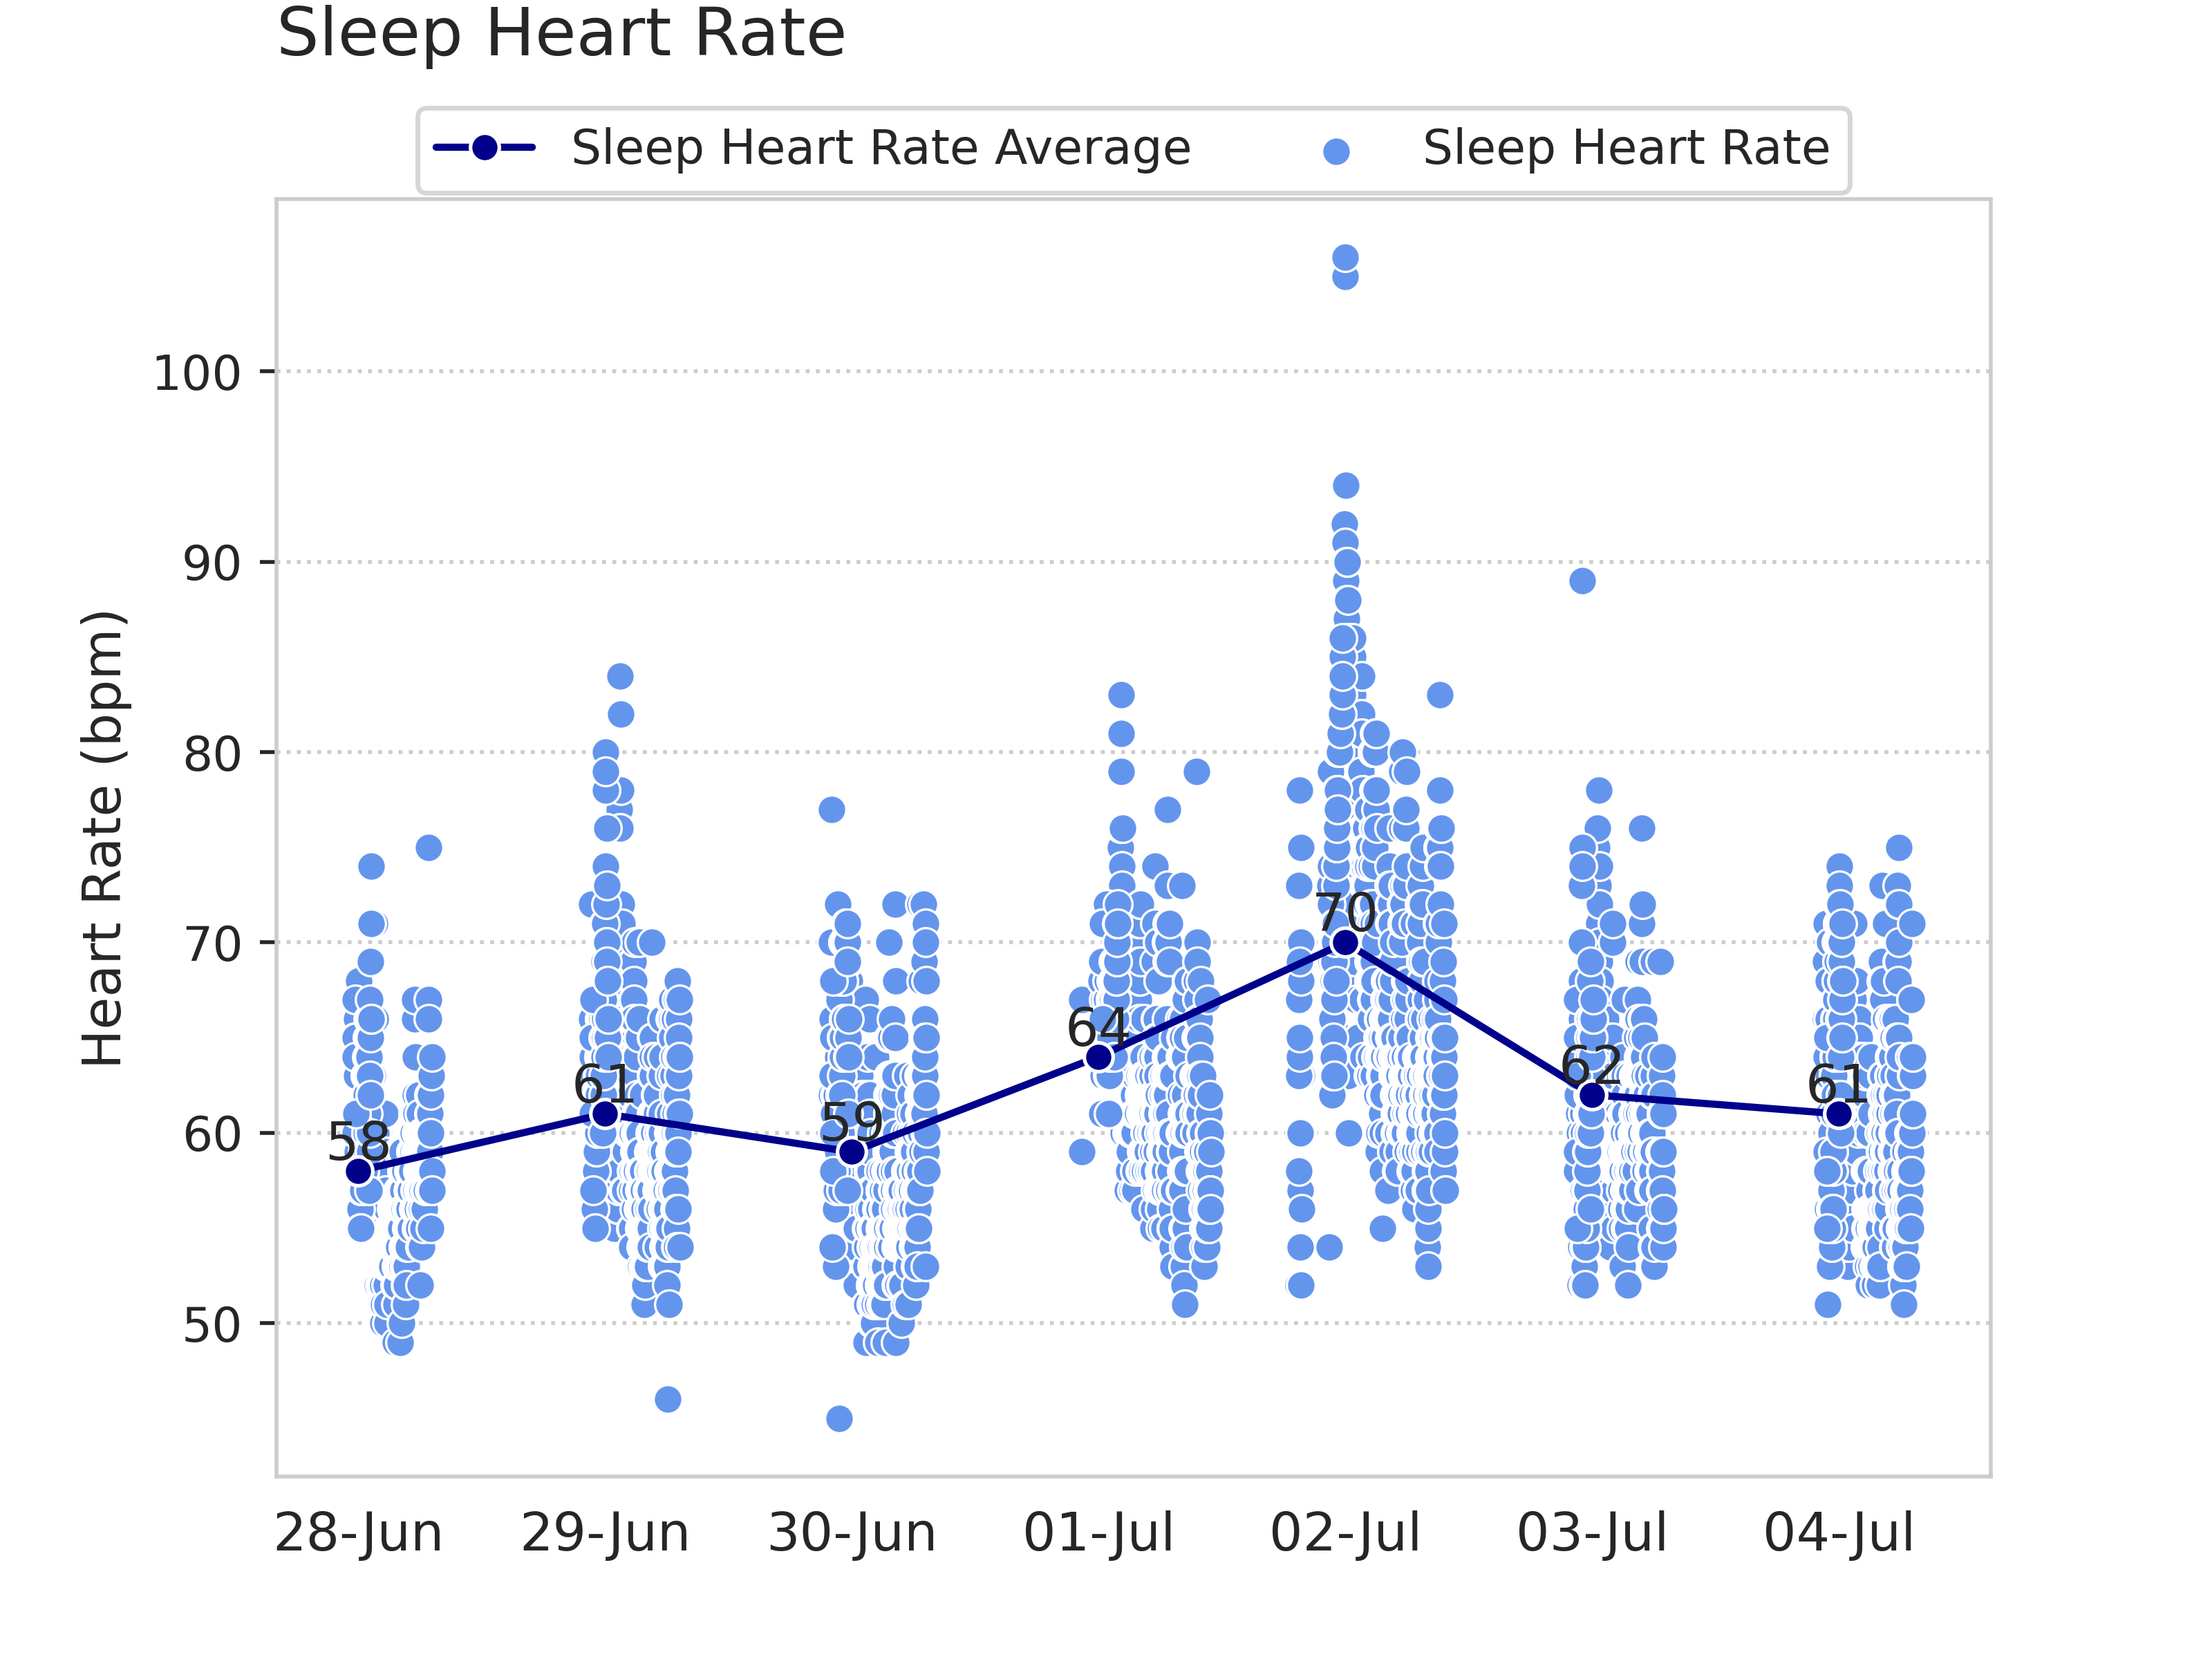 Sleep Heart Rate
Sleep Heart Rate Average
Sleep Heart Rate
Heart Rate (bpm)
100
90
80
70
60
50
58
61
59
64
70
62
61
28-Jun
29-Jun
30-Jun
01-Jul
02-Jul
03-Jul
04-Jul